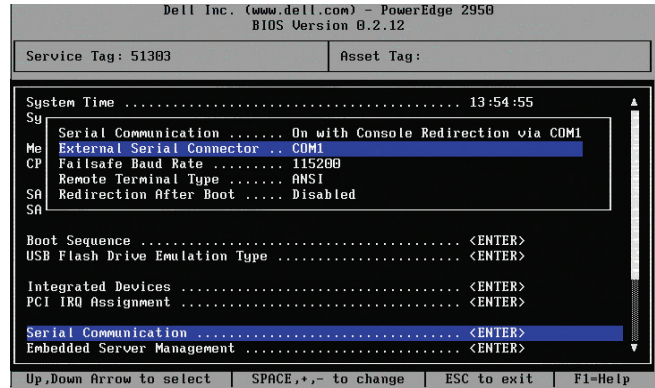 Dell Inc. (www.dell.com) - PowerEdge 2950
BIOS Version 0.2.12
Service Tag: 51303
Asset Tag:
System Time ........................................... 13:54:55
Sy
Serial Communication ....... On with Console Redirection via COM1
Me
External Serial Connector .. COM1
CP
Failsafe Baud Rate ......... 115200
Remote Terminal Type ....... ANSI
SA
Redirection After Boot ..... Disabled
SA
Boot Sequence ......................................... <ENTER>
USB Flash Drive Emulation Type ........................ <ENTER>
Integrated Devices .................................... <ENTER>
PCI IRQ Assignment .................................... <ENTER>
Serial Communication .................................. <ENTER>
Embedded Server Management ............................ <ENTER>
Up,Down Arrow to select
SPACE,+,- to change
ESC to exit
F1=Help